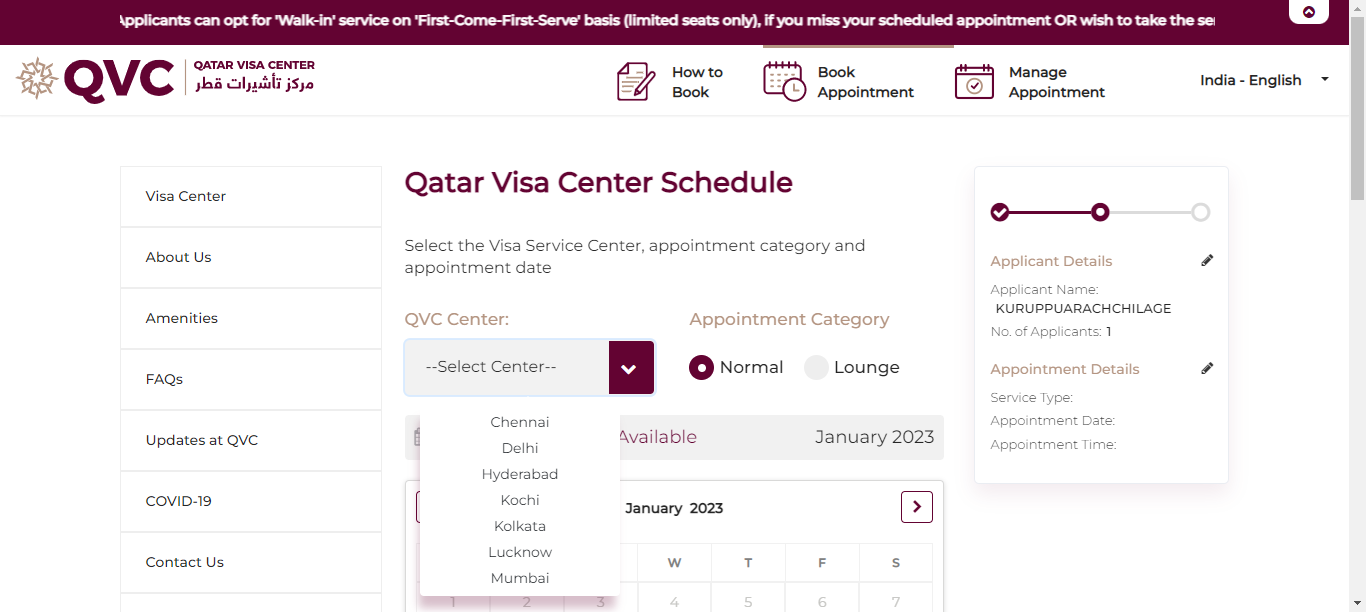 Applicants can opt for 'Walk-in' service on 'First-Come-First-Serve' basis (limited seats only), if you miss your scheduled appointment OR wish to take the
QVC
QATAR VISA CENTER
مركز تأشيرات قطر
How to
Book
Book
Appointment
Manage
Appointment
India - English
Visa Center
About Us
Amenities
FAQs
Updates at QVC
COVID-19
Contact Us
Qatar Visa Center Schedule
Select the Visa Service Center, appointment category and
appointment date
QVC Center:
Appointment Category
--Select Center--
Normal
Lounge
Chennai
Delhi
Hyderabad
Kochi
Kolkata
Lucknow
Mumbai
Available
January 2023
January 2023
W T F S
1 2 3 4 5 6 7
Applicant Details
Applicant Name:
KURUPPUARACHCHILAGE
No. of Applicants: 1
Appointment Details
Service Type:
Appointment Date:
Appointment Time: